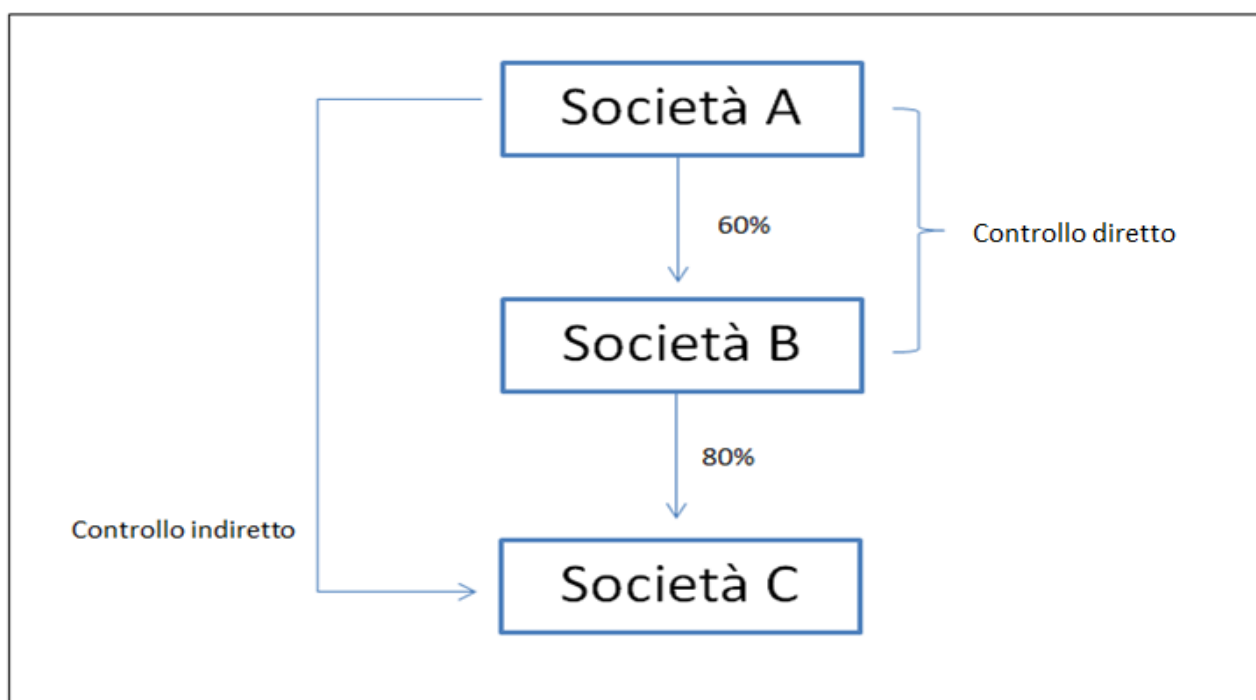 Società A
60%
Controllo diretto
Società B
80%
Controllo indiretto
Società C